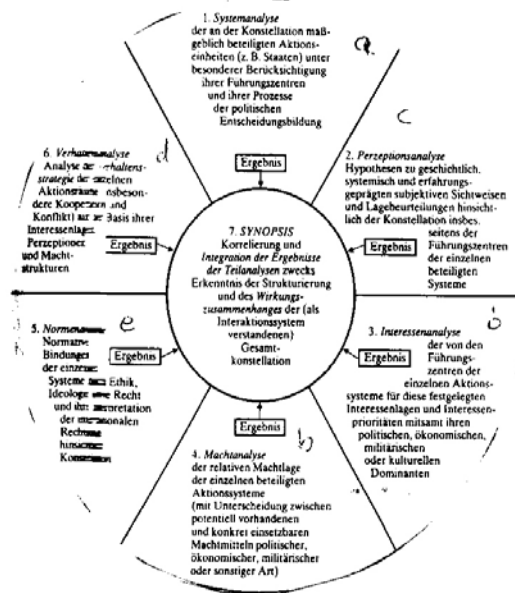 1. Systemanalyse
der an der Konstellation maß-
geblich beteiligten Aktions-
einheiten (z. B. Staaten) unter
besonderer Berücksichtigung
ihrer Führungszentren
und ihrer Prozesse
der politischen
Entscheidungsbildung
a
Ergebnis
c
2. Perzeptionsanalyse
Hypothesen zu geschichtlich,
systemisch und erfahrungs-
geprägten subjektiven Sichtweisen
und Lagebeurteilungen hinsicht-
lich der Konstellation insbes.
seitens der
Führungszentren
der einzelnen
beteiligten
Systeme
Ergebnis
3. Interessenanalyse
der von den
Führungs-
zentren der
einzelnen Aktions-
systeme für diese festgelegten
Interessenlagen und Interessen-
prioritäten mitsamt ihren
politischen, ökonomischen,
militärischen
oder kulturellen
Dominanten
Ergebnis
b
4. Machtanalyse
der relativen Machtlage
der einzelnen beteiligten
Aktionssysteme
(mit Unterscheidung zwischen
potentiell vorhandenen
und konkret einsetzbaren
Machtmitteln politischer,
ökonomischer, militärischer
oder sonstiger Art)
Ergebnis
e
5.
Bindungen
der
Systeme Ethik,
Recht
und
der
Ergebnis
d
6.
Analyse
strategie
Konflikt) Basis ihrer
Interessenlagen
und Macht-
strukturen
Ergebnis
7. SYNOPSIS
Korrelierung und
Integration der Ergebnisse
der Teilanalysen zwecks
Erkenntnis der Strukturierung
und des Wirkungs-
zusammenhanges der (als
Interaktionssystem
verstandenen)
Gesamt-
konstellation